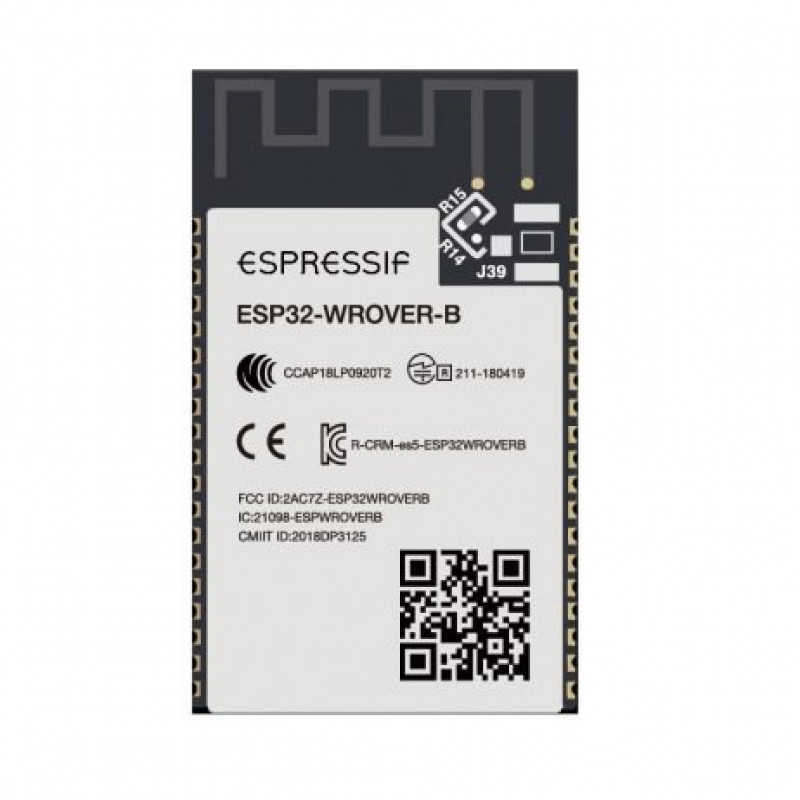 R15
R14
J39
ESPRESSIF
ESP32-WROVER-B
CCAP18LP0920T2 R 211-180419
CE R-CRM-es5-ESP32WROVERB
FCC ID:2AC7Z-ESP32WROVERB
IC:21098-ESPWROVERB
CMIIT ID:2018DP3125